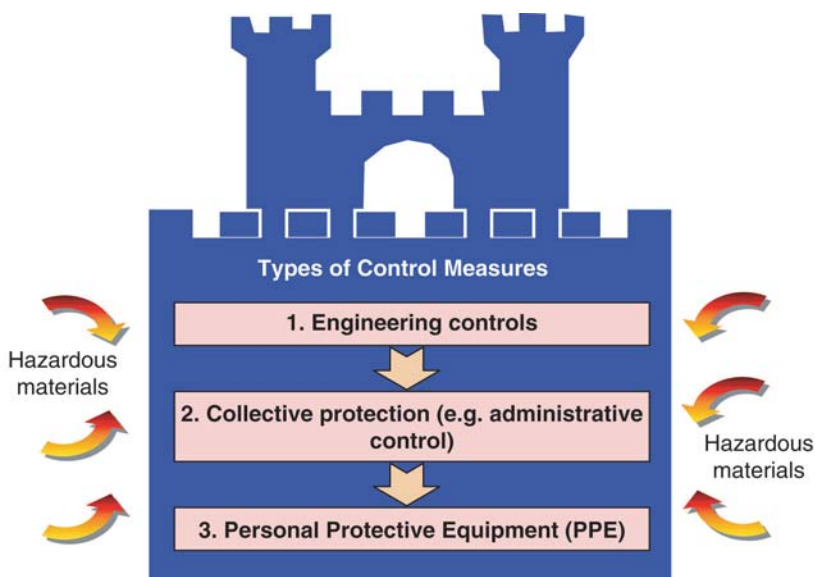 Types of Control Measures
1. Engineering controls
Hazardous
materials
2. Collective protection (e.g. administrative
control)
Hazardous
materials
3. Personal Protective Equipment (PPE)